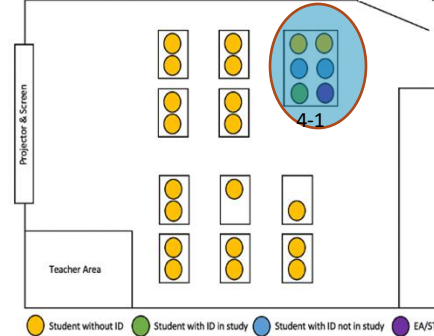 Projector & Screen
4-1
Teacher Area
Student without ID
Student with ID in study
Student with ID not in study